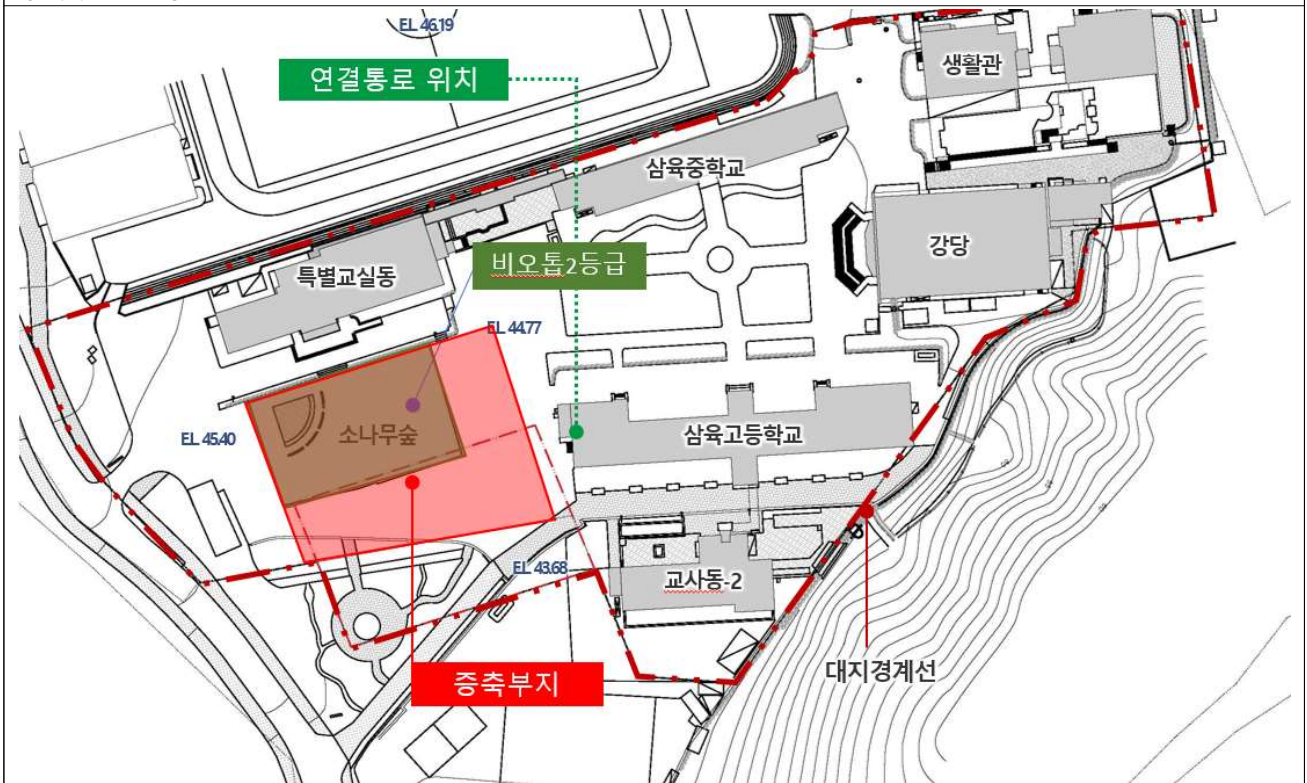 EL 46.19
연결통로 위치
생활관
삼육중학교
비오톱2등급
특별교실동
강당
EL 44.77
EL 45.40
소나무숲
삼육고등학교
EL 43.68
교사동-2
증축부지
대지경계선